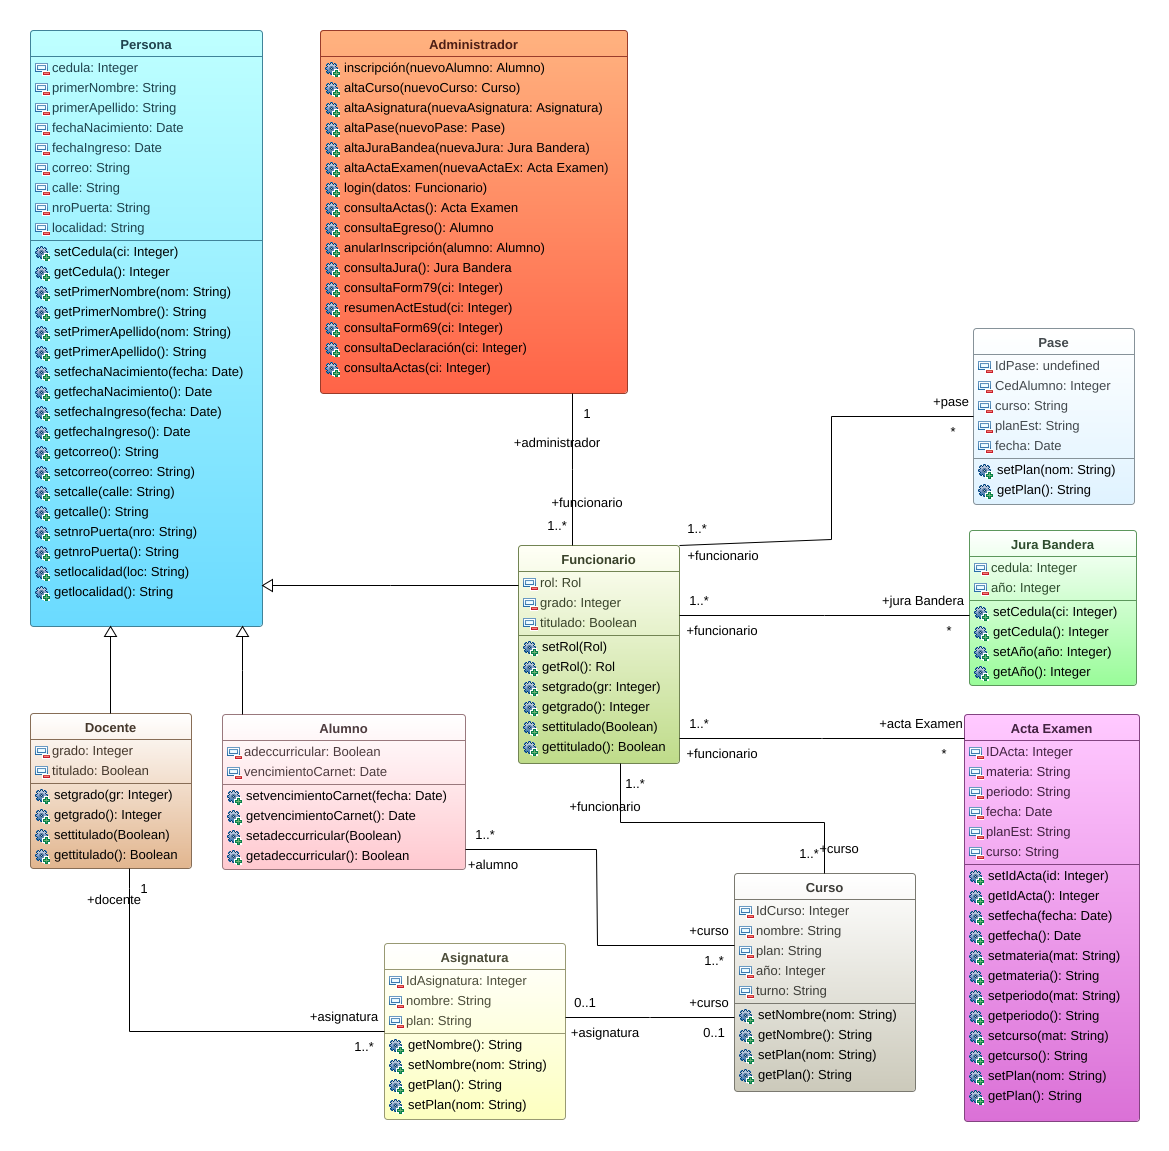 Persona
cedula: Integer
primerNombre: String
primerApellido: String
fechaNacimiento: Date
fechaIngreso: Date
correo: String
calle: String
nroPuerta: String
localidad: String
setCedula(ci: Integer)
getCedula(): Integer
setPrimerNombre(nom: String)
getPrimerNombre(): String
setPrimerApellido(nom: String)
getPrimerApellido(): String
setfechaNacimiento(fecha: Date)
getfechaNacimiento(): Date
setfechaIngreso(fecha: Date)
getfechaIngreso(): Date
getcorreo(): String
setcorreo(correo: String)
setcalle(calle: String)
getcalle(): String
setnroPuerta(nro: String)
getnroPuerta(): String
setlocalidad(loc: String)
getlocalidad(): String
Administrador
inscripción(nuevoAlumno: Alumno)
altaCurso(nuevoCurso: Curso)
altaAsignatura(nuevaAsignatura: Asignatura)
altaPase(nuevoPase: Pase)
altaJuraBandea(nuevaJura: Jura Bandera)
altaActaExamen(nuevaActaEx: Acta Examen)
login(datos: Funcionario)
consultaActas(): Acta Examen
consultaEgreso(): Alumno
anularInscripción(alumno: Alumno)
consultaJura(): Jura Bandera
consultaForm79(ci: Integer)
resumenActEstud(ci: Integer)
consultaForm69(ci: Integer)
consultaDeclaración(ci: Integer)
consultaActas(ci: Integer)
1
+administrador
+funcionario
1..*
Pase
IdPase: undefined
CedAlumno: Integer
curso: String
planEst: String
fecha: Date
setPlan(nom: String)
getPlan(): String
+pase
*
1..*
+funcionario
Funcionario
rol: Rol
grado: Integer
titulado: Boolean
setRol(Rol)
getRol(): Rol
setgrado(gr: Integer)
getgrado(): Integer
settitulado(Boolean)
gettitulado(): Boolean
Jura Bandera
cedula: Integer
año: Integer
setCedula(ci: Integer)
getCedula(): Integer
setAño(año: Integer)
getAño(): Integer
1..*
+jura Bandera
+funcionario
*
1..*
+acta Examen
+funcionario
*
Acta Examen
IDActa: Integer
materia: String
periodo: String
fecha: Date
planEst: String
curso: String
setIdActa(id: Integer)
getIdActa(): Integer
setfecha(fecha: Date)
getfecha(): Date
setmateria(mat: String)
getmateria(): String
setperiodo(mat: String)
getperiodo(): String
setcurso(mat: String)
getcurso(): String
setPlan(nom: String)
getPlan(): String
Docente
grado: Integer
titulado: Boolean
setgrado(gr: Integer)
getgrado(): Integer
settitulado(Boolean)
gettitulado(): Boolean
Alumno
adeccurricular: Boolean
vencimientoCarnet: Date
setvencimientoCarnet(fecha: Date)
getvencimientoCarnet(): Date
setadeccurricular(Boolean)
getadeccurricular(): Boolean
1..*
+funcionario
1..*
+curso
1..*
+alumno
+curso
1..*
1
+docente
+asignatura
1..*
Asignatura
IdAsignatura: Integer
nombre: String
plan: String
getNombre(): String
setNombre(nom: String)
getPlan(): String
setPlan(nom: String)
0..1
+curso
+asignatura
0..1
Curso
IdCurso: Integer
nombre: String
plan: String
año: Integer
turno: String
setNombre(nom: String)
getNombre(): String
setPlan(nom: String)
getPlan(): String